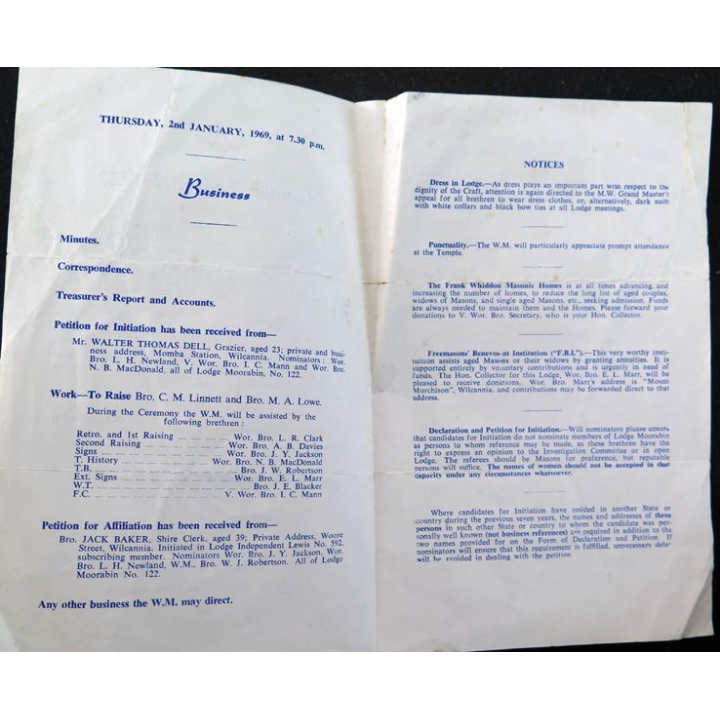 THURSDAY, 2nd JANUARY, 1969, at 7.30 p.m.
Business
Minutes.
Correspondence.
Treasurer's Report and Accounts.
Petition for Initiation has been received from—
Mr. WALTER THOMAS DELL, Grazier, aged 23; private and busi-
ness address, Momba Station, Wilcannia. Nominators: Wor.
Bro. L. H. Newland, V. Wor. Bro. I. C. Mann and Wor. Bro.
N. B. MacDonald, all of Lodge Moorabin, No. 122.
Work—To Raise Bro. C. M. Linnett and Bro. M. A. Lowe.
During the Ceremony the W.M. will be assisted by the
following brethren:
Retro. and 1st Raising Wor. Bro. L. R. Clark
Second Raising Wor. Bro. A. B. Davies
Signs Wor. Bro. J. Y. Jackson
T. History Wor. Bro. N. B. MacDonald
T.B. Bro. J. W. Robertson
Ext. Signs Wor. Bro. E. L. Marr
W.T. Bro. J. E. Blacker
F.C. V. Wor. Bro. I. C. Mann
Petition for Affiliation has been received from—
Bro. JACK BAKER, Shire Clerk, aged 39; Private Address, Woore
Street, Wilcannia. Initiated in Lodge Independent Lewis No. 592,
subscribing member. Nominators Wor. Bro. J. Y. Jackson, Wor.
Bro. L. H. Newland, W.M., Bro. W. J. Robertson. All of Lodge
Moorabin No. 122.
Any other business the W.M. may direct.
NOTICES
Dress in Lodge.—As dress plays an important part with respect to the
dignity of the Craft, attention is again directed to the M.W. Grand Master's
appeal for all brethren to wear dress clothes, or, alternatively, dark suits
with white collars and black bow ties at all Lodge meetings.
Punctuality.—The W.M. will particularly appreciate prompt attendance
at the Temple.
The Frank Whiddon Masonic Homes is at all times advancing and
increasing the number of homes, to reduce the long list of aged couples,
widows of Masons, and single aged Masons, etc., seeking admission. Funds
are always needed to maintain them and the Homes. Please forward your
donations to V. Wor. Bro. Secretary, who is your Hon. Collector.
Freemasons' Benevolent Institution ("F.B.I.").—This very worthy insti-
tution assists aged Masons or their widows by granting annuities. It is
supported entirely by voluntary contributions and is urgently in need of
funds. The Hon. Collector for this Lodge, Wor. Bro. E. L. Marr, will be
pleased to receive donations. Wor. Bro. Marr's address is "Mount
Murchison", Wilcannia, and contributions may be forwarded direct to that
address.
Declaration and Petition for Initiation.—Will nominators please ensure
that candidates for Initiation do not nominate members of Lodge Moorabin
as persons to whom reference may be made, as these brethren have the
right to express an opinion to the Investigation Committee or in open
Lodge. The referees should be Masons for preference, but reputable
persons will suffice. The names of women should not be accepted in that
capacity under any circumstances whatsoever.
Where candidates for Initiation have resided in another State or
country during the previous seven years, the names and addresses of three
persons in such other State or country to whom the candidate was per-
sonally well known (not business references) are required in addition to the
two names provided for on the Form of Declaration and Petition. If
nominators will ensure that this requirement is fulfilled, unnecessary delay
will be avoided in dealing with the petition.